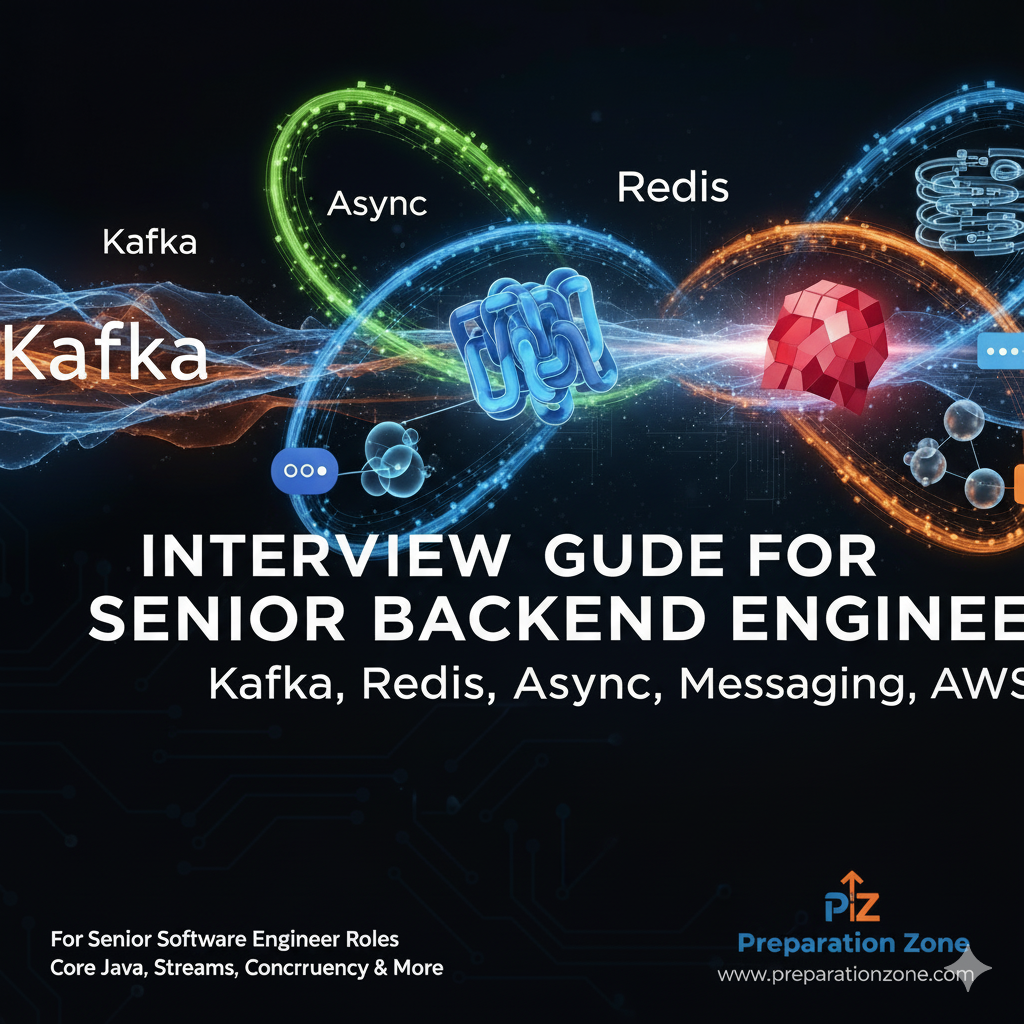 Redis
Async
Kafka
Kafka
INTERVIEW GUDE FOR
SENIOR BACKEND ENGINEE
Kafka, Redis, Async, Messaging, AWS
For Senior Software Engineer Roles
Core Java, Streams, Concrruency & More
PZ
Preparation Zone
www.preparationzone.com